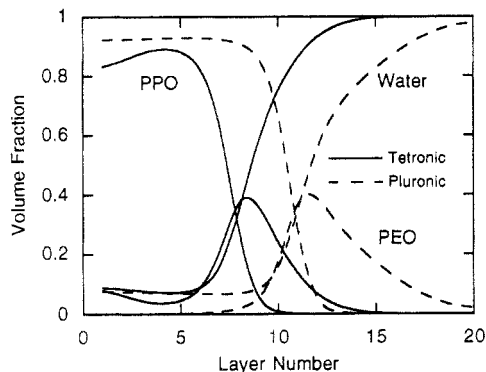 1
0.8
0.6
0.4
0.2
0
Volume Fraction
PPO
Water
Tetronic
Pluronic
PEO
0 5 10 15 20
Layer Number